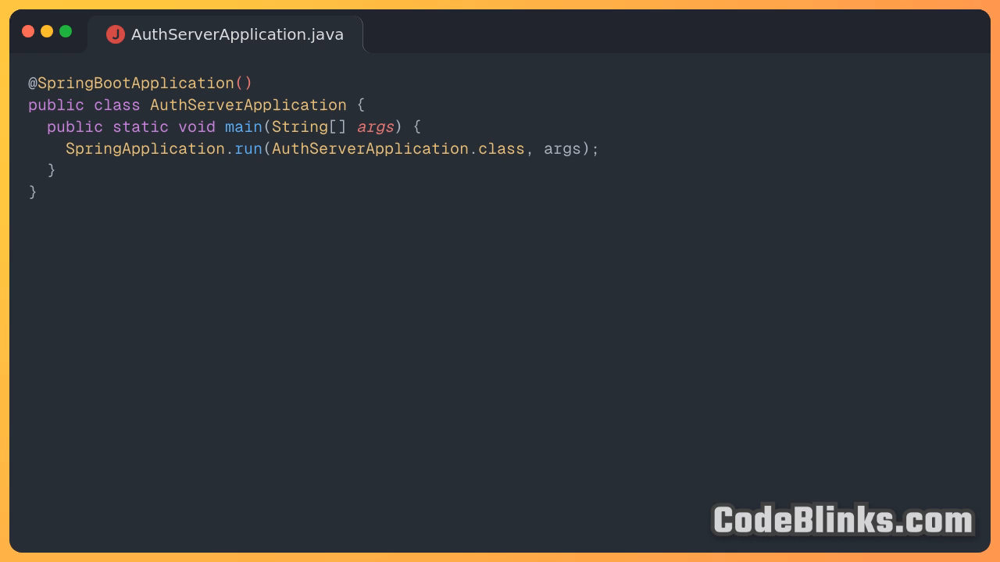 J AuthServerApplication.java
@SpringBootApplication()
public class AuthServerApplication {
  public static void main(String[] args) {
    SpringApplication.run(AuthServerApplication.class, args);
  }
}
CodeBlinks.com